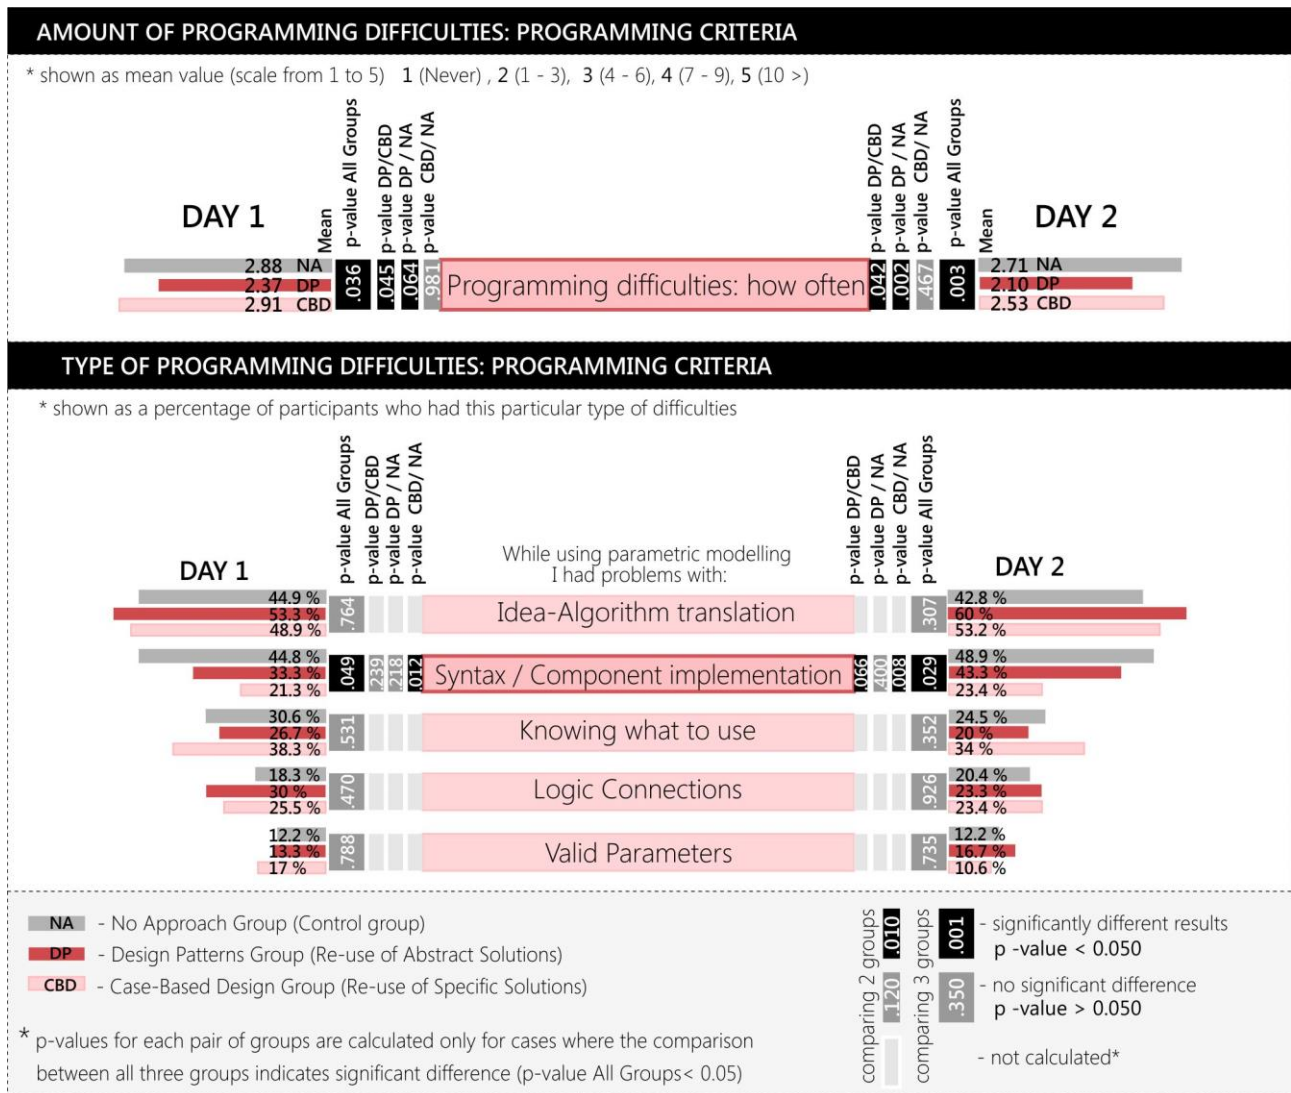 AMOUNT OF PROGRAMMING DIFFICULTIES: PROGRAMMING CRITERIA
* shown as mean value (scale from 1 to 5) 1 (Never) , 2 (1 - 3), 3 (4 - 6), 4 (7 - 9), 5 (10 >)
DAY 1
Mean
p-value All Groups
p-value DP/CBD
p-value DP / NA
p-value CBD/ NA
p-value DP/CBD
p-value DP / NA
p-value CBD/ NA
p-value All Groups
Mean
DAY 2
2.88 NA
2.37 DP
2.91 CBD
.036
.045
.064
.981
Programming difficulties: how often
.042
.002
.467
.003
2.71 NA
2.10 DP
2.53 CBD
TYPE OF PROGRAMMING DIFFICULTIES: PROGRAMMING CRITERIA
* shown as a percentage of participants who had this particular type of difficulties
DAY 1
p-value All Groups
p-value DP/CBD
p-value DP / NA
p-value CBD/ NA
While using parametric modelling
I had problems with:
p-value DP/CBD
p-value DP / NA
p-value CBD/ NA
p-value All Groups
DAY 2
44.9 %
53.3 %
48.9 %
.764
Idea-Algorithm translation
.307
42.8 %
60 %
53.2 %
44.8 %
33.3 %
21.3 %
.049
.239
.218
.012
Syntax / Component implementation
.066
.400
.008
.029
48.9 %
43.3 %
23.4 %
30.6 %
26.7 %
38.3 %
.531
Knowing what to use
.352
24.5 %
20 %
34 %
18.3 %
30 %
25.5 %
.470
Logic Connections
.926
20.4 %
23.3 %
23.4 %
12.2 %
13.3 %
17 %
.788
Valid Parameters
.735
12.2 %
16.7 %
10.6 %
NA - No Approach Group (Control group)
DP - Design Patterns Group (Re-use of Abstract Solutions)
CBD - Case-Based Design Group (Re-use of Specific Solutions)
* p-values for each pair of groups are calculated only for cases where the comparison
between all three groups indicates significant difference (p-value All Groups< 0.05)
comparing 2 groups
.010
.120
comparing 3 groups
.001
.350
- significantly different results
p -value < 0.050
- no significant difference
p -value > 0.050
- not calculated*